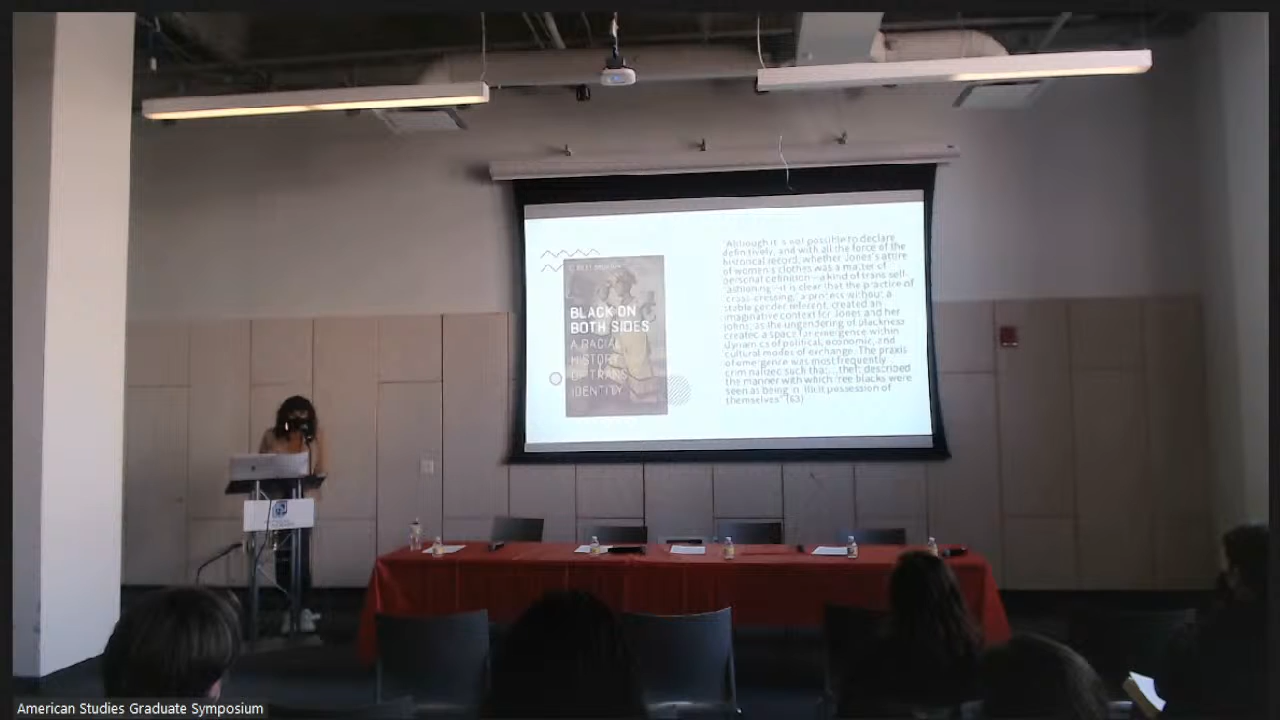 C. RILEY SNORTON
BLACK ON
BOTH SIDES
A RACIAL
HISTORY
OF TRANS
IDENTITY
"Although it is not possible to declare
definitively, and with all the force of the
historical record, whether Jones's attire
of women's clothes was a matter of
personal definition—a kind of trans self-
fashioning—it is clear that the practice of
cross-dressing, a process without a
stable gender referent, created an
imaginative context for Jones and her
johns, as the ungendering of blackness
created a space for emergence within
dynamics of political, economic, and
cultural modes of exchange. The praxis
of emergence was most frequently
criminalized such that...theft described
the manner with which free blacks were
seen as being in illicit possession of
themselves" (63)
American Studies Graduate Symposium